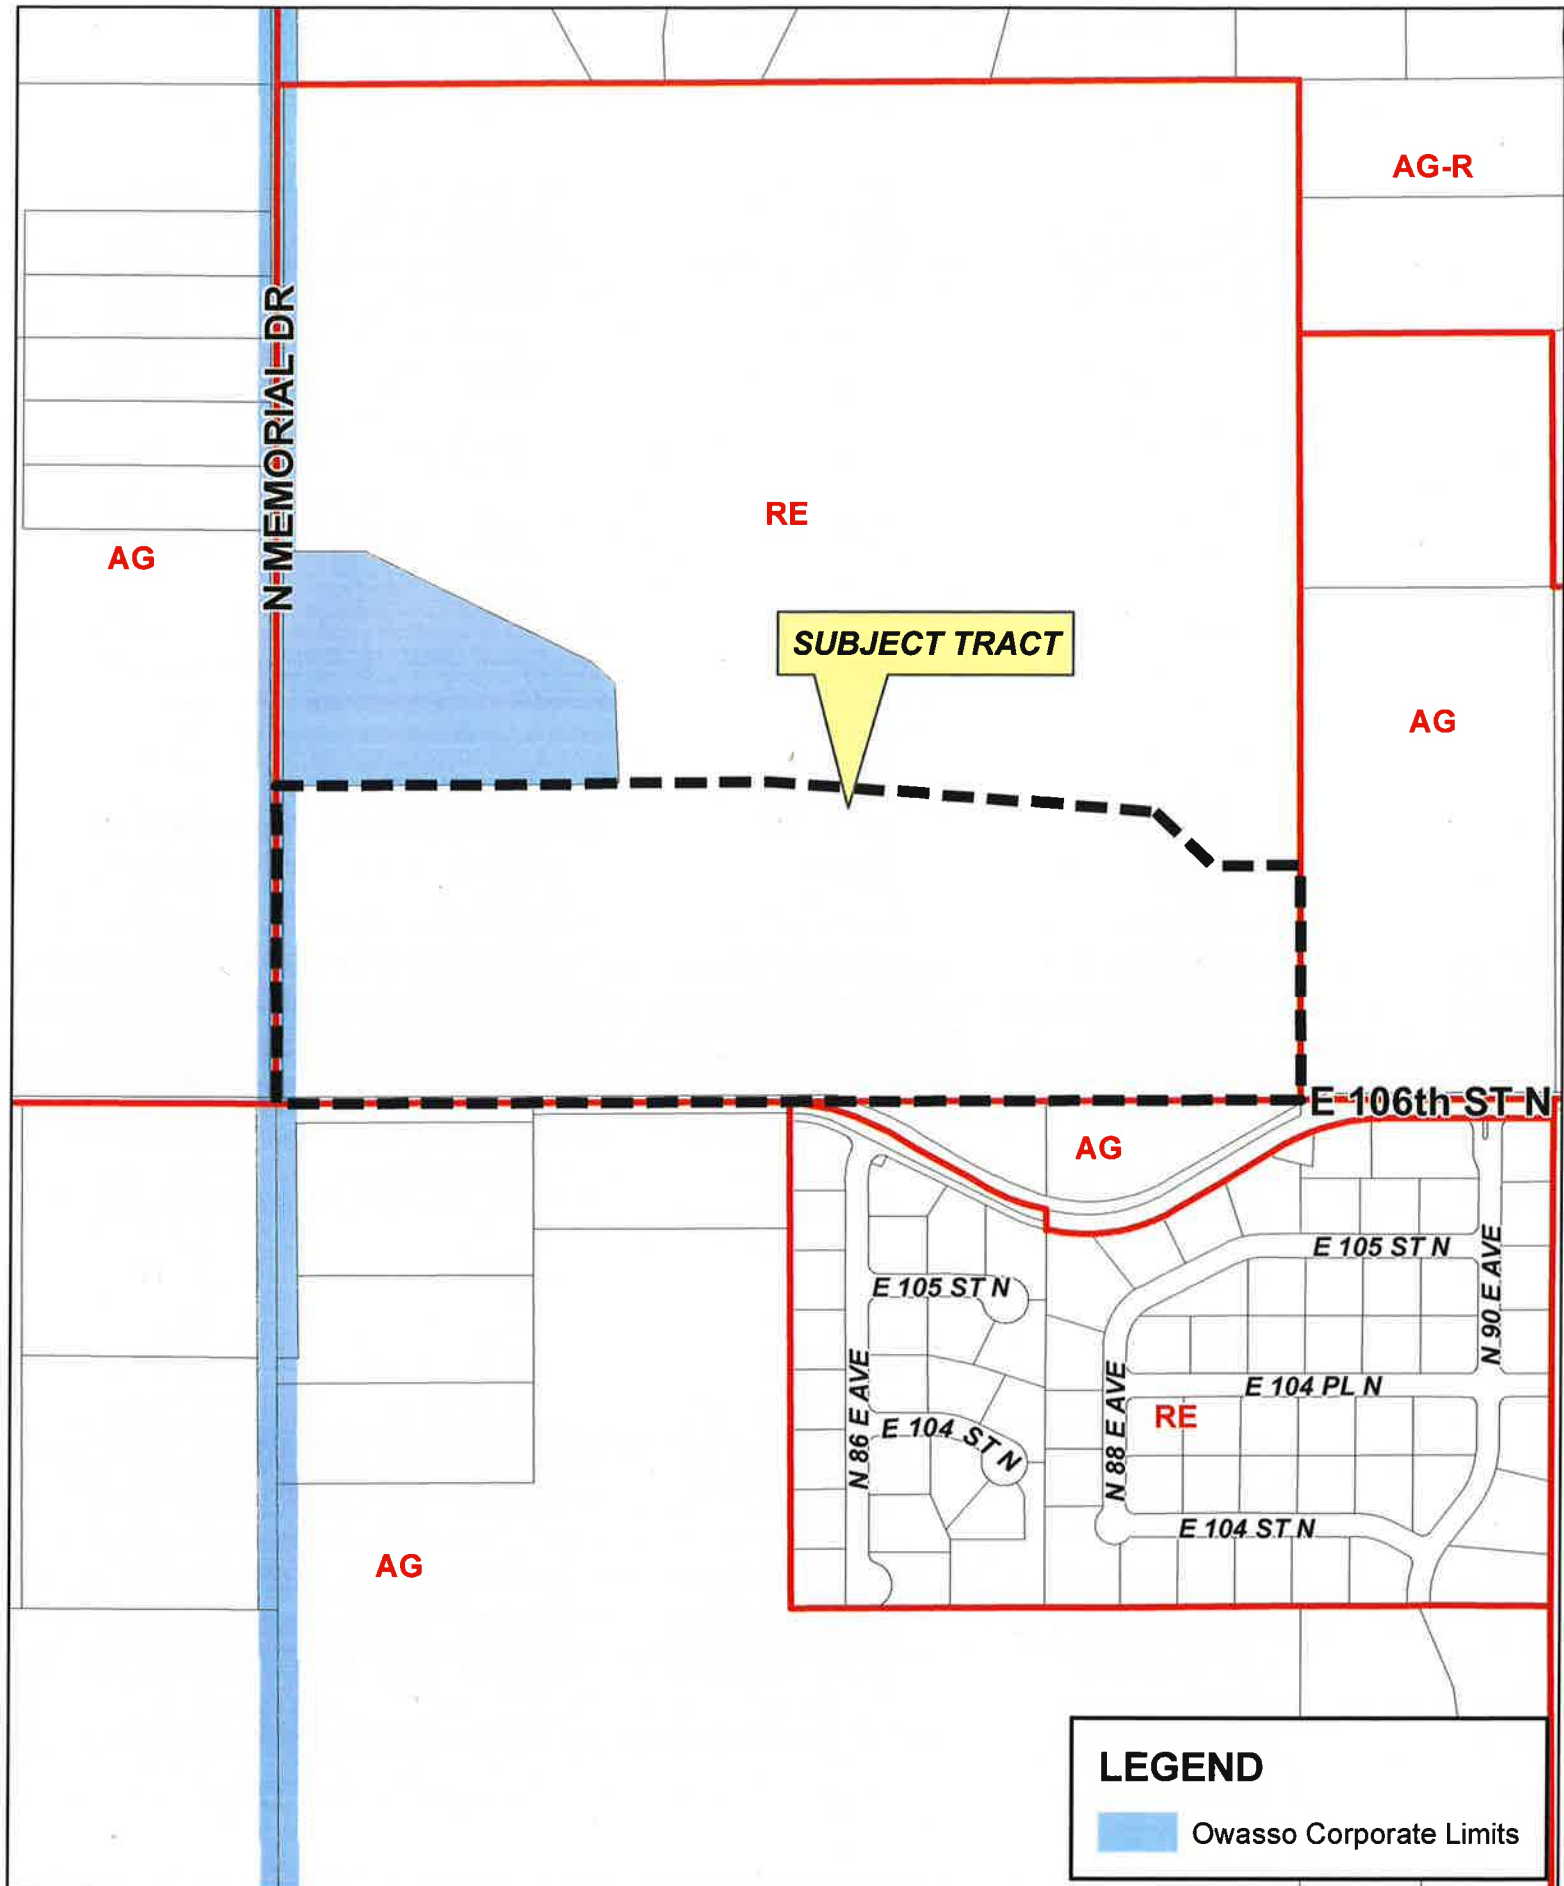 AG-R
N MEMORIAL DR
RE
AG
SUBJECT TRACT
AG
E 106th ST N
AG
E 105 ST N
E 105 ST N
N 90 E AVE
N 86 E AVE
N 88 E AVE
E 104 PL N
RE
E 104 ST N
E 104 ST N
AG
LEGEND
Owasso Corporate Limits